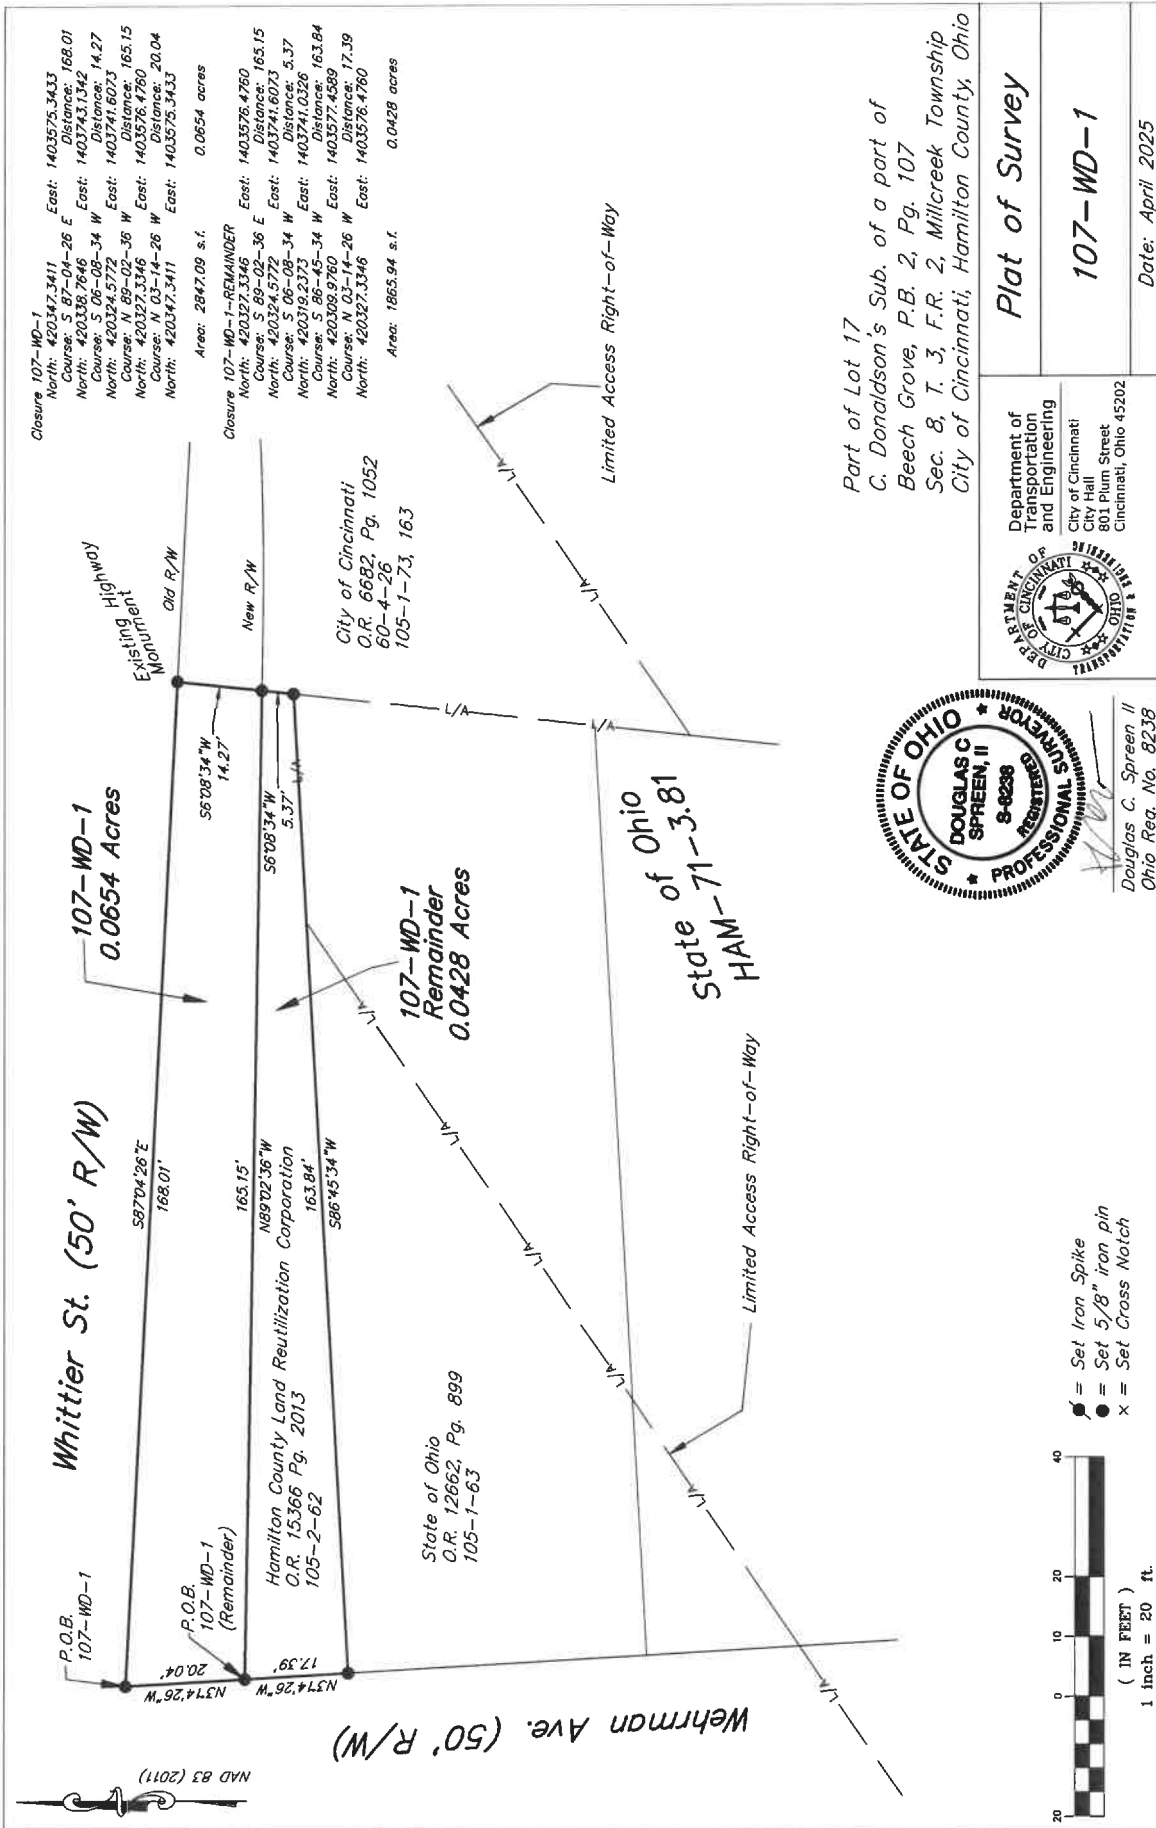 Closure 107-WD-1
North: 420347.3411 East: 1403575.3433
Course: S 87-04-26 E Distance: 168.01
North: 420338.7646 East: 1403743.1342
Course: S 06-08-34 W Distance: 14.27
North: 420324.5772 East: 1403741.6073
Course: N 89-02-36 W Distance: 165.15
North: 420327.3346 East: 1403576.4760
Course: N 03-14-26 W Distance: 20.04
North: 420347.3411 East: 1403575.3433
Area: 2847.09 s.f. 0.0654 acres
Closure 107-WD-1-REMAINDER
North: 420327.3346 East: 1403576.4760
Course: S 89-02-36 E Distance: 165.15
North: 420324.5772 East: 1403741.6073
Course: S 06-08-34 W Distance: 5.37
North: 420319.2373 East: 1403741.0326
Course: S 86-45-34 W Distance: 163.84
North: 420309.9760 East: 1403577.4589
Course: N 03-14-26 W Distance: 17.39
North: 420327.3346 East: 1403576.4760
Area: 1865.94 s.f. 0.0428 acres
NAD 83 (2011)
Whittier St. (50' R/W)
Wehrman Ave. (50' R/W)
P.O.B.
107-WD-1
P.O.B.
107-WD-1
(Remainder)
107-WD-1
0.0654 Acres
107-WD-1
Remainder
0.0428 Acres
Existing Highway
Monument
Old R/W
New R/W
S87°04'26"E
168.01'
S6°08'34"W
14.27'
S6°08'34"W
5.37'
165.15'
N89°02'36"W
163.84'
S86°45'34"W
N3°14'26"W
20.04'
N3°14'26"W
17.39'
Hamilton County Land Reutilization Corporation
O.R. 15366 Pg. 2013
105-2-62
City of Cincinnati
O.R. 6682, Pg. 1052
60-4-26
105-1-73, 163
State of Ohio
O.R. 12662, Pg. 899
105-1-63
State of Ohio
HAM-71-3.81
L/A
L/A
L/A
L/A
L/A
L/A
L/A
L/A
L/A
L/A
L/A
L/A
Limited Access Right-of-Way
Limited Access Right-of-Way
20 0 10 20 40
( IN FEET )
1 inch = 20 ft.
= Set Iron Spike
= Set 5/8" iron pin
x = Set Cross Notch
STATE OF OHIO
DOUGLAS C
SPREEN, II
S-8238
REGISTERED
PROFESSIONAL SURVEYOR
Douglas C. Spreen II
Ohio Reg. No. 8238
Part of Lot 17
C. Donaldson's Sub. of a part of
Beech Grove, P.B. 2, Pg. 107
Sec. 8, T. 3, F.R. 2, Millcreek Township
City of Cincinnati, Hamilton County, Ohio
DEPARTMENT OF
TRANSPORTATION & ENGINEERING
CITY OF CINCINNATI
OHIO
Department of
Transportation
and Engineering
City of Cincinnati
City Hall
801 Plum Street
Cincinnati, Ohio 45202
Plat of Survey
107-WD-1
Date: April 2025